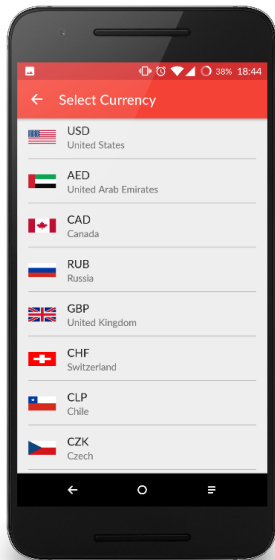 38% 18:44
Select Currency
USD
United States
AED
United Arab Emirates
CAD
Canada
RUB
Russia
GBP
United Kingdom
CHF
Switzerland
CLP
Chile
CZK
Czech